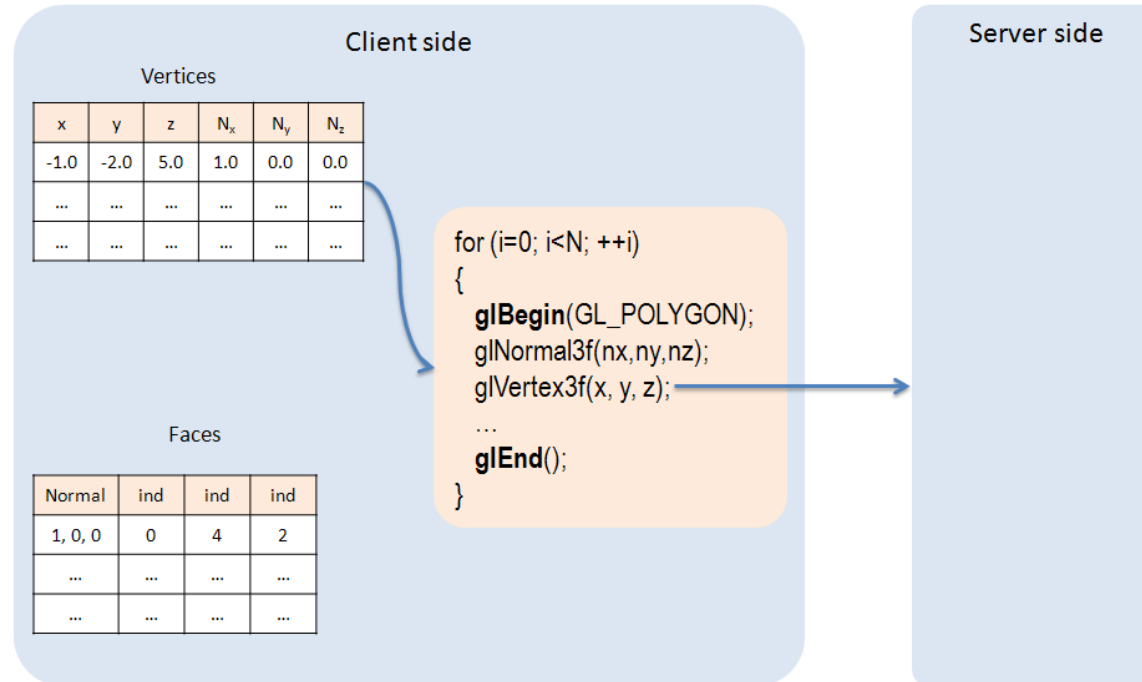 Client side
Server side
Vertices
x y z Nx Ny Nz
-1.0 -2.0 5.0 1.0 0.0 0.0
... ... ... ... ... ...
... ... ... ... ... ...
for (i=0; i<N; ++i)
{
glBegin(GL_POLYGON);
glNormal3f(nx,ny,nz);
glVertex3f(x, y, z);
...
glEnd();
}
Faces
Normal ind ind ind
1, 0, 0 0 4 2
... ... ... ...
... ... ... ...